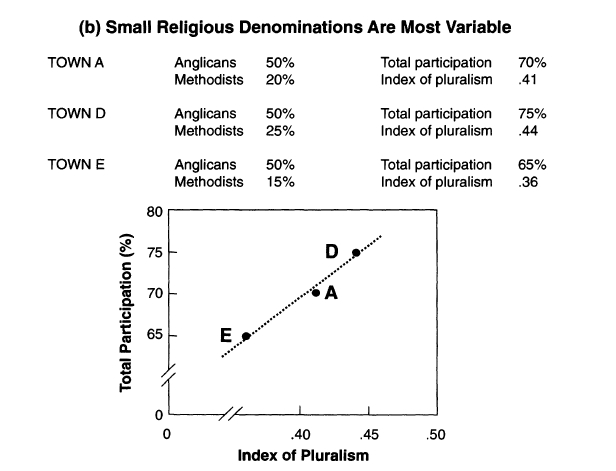 (b) Small Religious Denominations Are Most Variable
TOWN A Anglicans 50% Total participation 70%
Methodists 20% Index of pluralism .41
TOWN D Anglicans 50% Total participation 75%
Methodists 25% Index of pluralism .44
TOWN E Anglicans 50% Total participation 65%
Methodists 15% Index of pluralism .36
80
75
70
65
0
Total Participation (%)
D
A
E
0 .40 .45 .50
Index of Pluralism